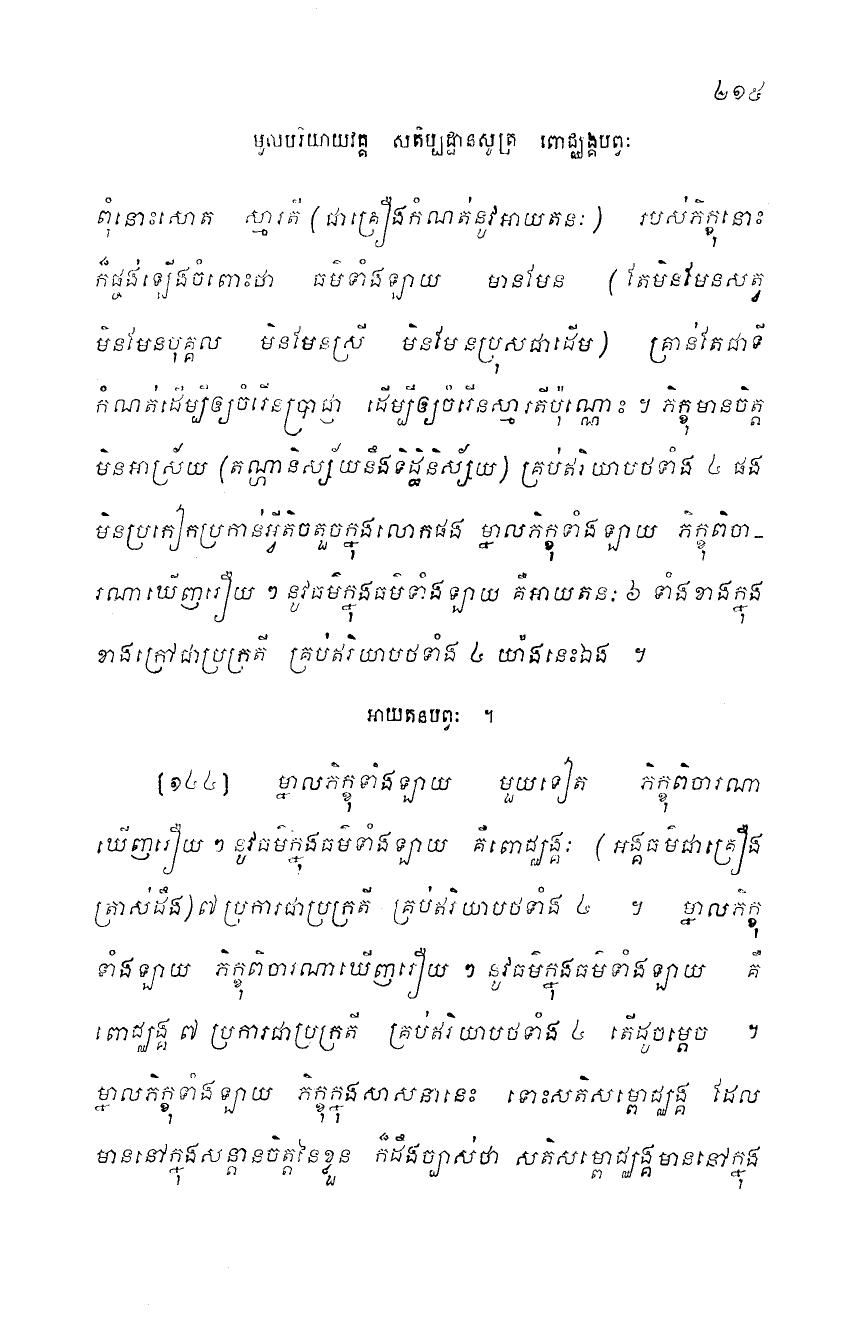 ២១៥
មូលបរិយាយវគ្គ សតិប្បដ្ឋានសូត្រ ពោជ្ឈង្គបព្វៈ
ពុំនោះសោត ស្មារតី (ជាគ្រឿងកំណត់នូវអាយតនៈ) របស់ភិក្ខុនោះ
ក៏ផ្ចង់ឡើងចំពោះថា ធម៌ទាំងឡាយ មានមែន (តែមិនមែនសត្វ
មិនមែនបុគ្គល មិនមែនស្រី មិនមែនប្រុសជាដើម) គ្រាន់តែជាទី
កំណត់ដើម្បីឲ្យចំរើនប្រាជ្ញា ដើម្បីឲ្យចំរើនស្មារតីប៉ុណ្ណោះ ។ ភិក្ខុមានចិត្ត
មិនអាស្រ័យ (តណ្ហានិស្ស័យនឹងទិដ្ឋិនិស្ស័យ) គ្រប់ឥរិយាបថទាំង ៤ ផង
មិនប្រកៀកប្រកាន់អ្វីតិចតួចក្នុងលោកផង ម្នាលភិក្ខុទាំងឡាយ ភិក្ខុពិចា-
រណាឃើញរឿយ ៗ នូវធម៌ក្នុងធម៌ទាំងឡាយ គឺអាយតនៈ ៦ ទាំងខាងក្នុង
ខាងក្រៅជាប្រក្រតី គ្រប់ឥរិយាបថទាំង ៤ យ៉ាងនេះឯង ។
អាយតនបព្វៈ ។
[១៤៤] ម្នាលភិក្ខុទាំងឡាយ មួយទៀត ភិក្ខុពិចារណា
ឃើញរឿយ ៗ នូវធម៌ក្នុងធម៌ទាំងឡាយ គឺពោជ្ឈង្គៈ (អង្គធម៌ជាគ្រឿង
ត្រាស់ដឹង) ៧ ប្រការជាប្រក្រតី គ្រប់ឥរិយាបថទាំង ៤ ។ ម្នាលភិក្ខុ
ទាំងឡាយ ភិក្ខុពិចារណាឃើញរឿយ ៗ នូវធម៌ក្នុងធម៌ទាំងឡាយ គឺ
ពោជ្ឈង្គ ៧ ប្រការជាប្រក្រតី គ្រប់ឥរិយាបថទាំង ៤ តើដូចម្តេច ។
ម្នាលភិក្ខុទាំងឡាយ ភិក្ខុក្នុងសាសនានេះ ទោះសតិសម្ពោជ្ឈង្គ ដែល
មាននៅក្នុងសន្តានចិត្តនៃខ្លួន ក៏ដឹងច្បាស់ថា សតិសម្ពោជ្ឈង្គមាននៅក្នុង